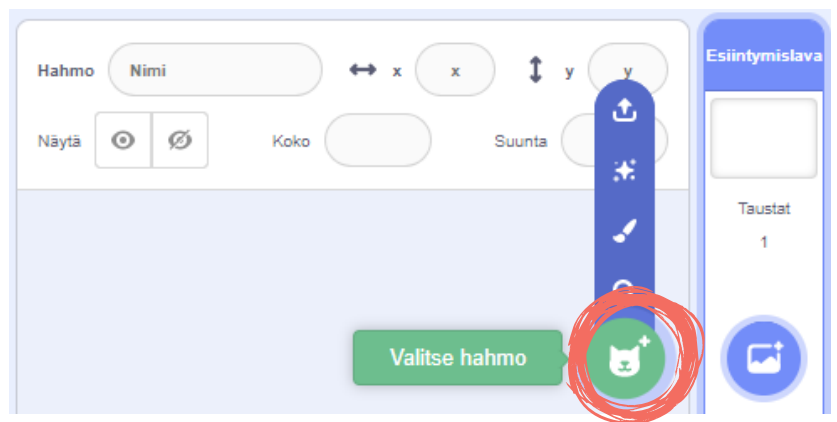 Hahmo Nimi x x y y
Näytä Koko Suunta
Esiintymislava
Taustat
1
Valitse hahmo